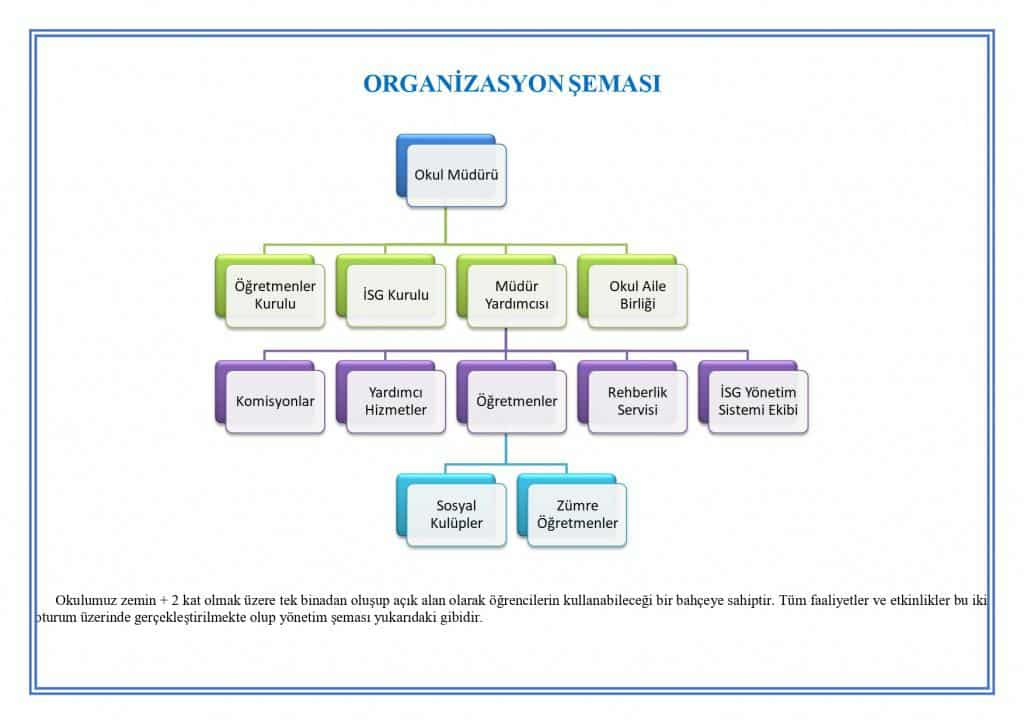 ORGANİZASYON ŞEMASI
Okul Müdürü
Öğretmenler
Kurulu
İSG Kurulu
Müdür
Yardımcısı
Okul Aile
Birliği
Komisyonlar
Yardımcı
Hizmetler
Öğretmenler
Rehberlik
Servisi
İSG Yönetim
Sistemi Ekibi
Sosyal
Kulüpler
Zümre
Öğretmenler
Okulumuz zemin + 2 kat olmak üzere tek binadan oluşup açık alan olarak öğrencilerin kullanabileceği bir bahçeye sahiptir. Tüm faaliyetler ve etkinlikler bu iki
oturum üzerinde gerçekleştirilmekte olup yönetim şeması yukarıdaki gibidir.